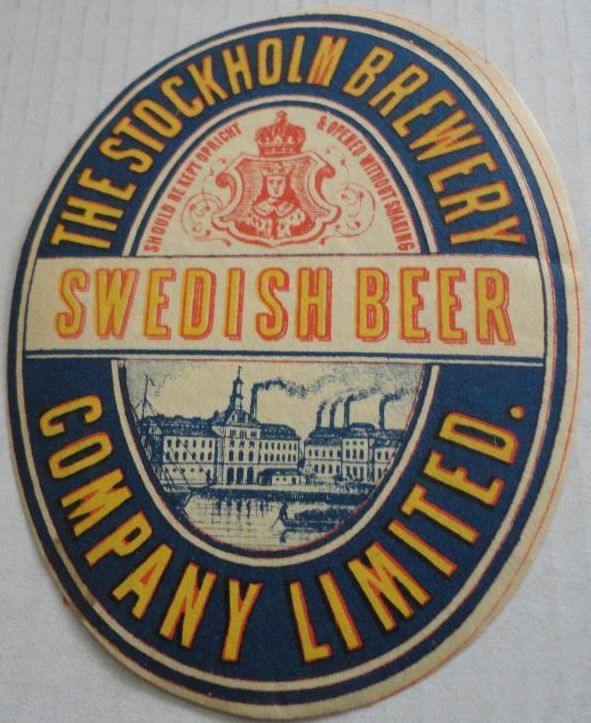 THE STOCKHOLM BREWERY
SHOULD BE KEPT UPRIGHT
& OPENED WITHOUT SHAKING
SWEDISH BEER
COMPANY LIMITED.